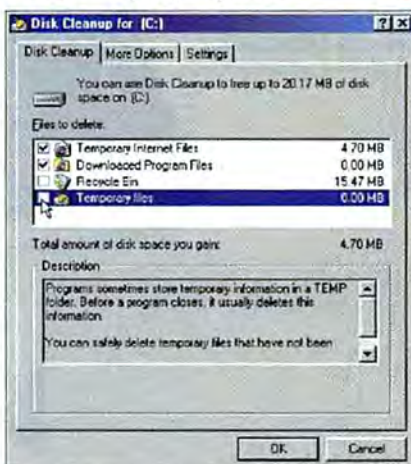 Disk Cleanup for (C:)
Disk Cleanup More Options Settings
You can use Disk Cleanup to free up to 20.17 MB of disk
space on (C:).
Files to delete:
Temporary Internet Files 4.70 MB
Downloaded Program Files 0.00 MB
Recycle Bin 15.47 MB
Temporary files 0.00 MB
Total amount of disk space you gain: 4.70 MB
Description
Programs sometimes store temporary information in a TEMP
folder. Before a program closes, it usually deletes this
information.
You can safely delete temporary files that have not been
OK Cancel